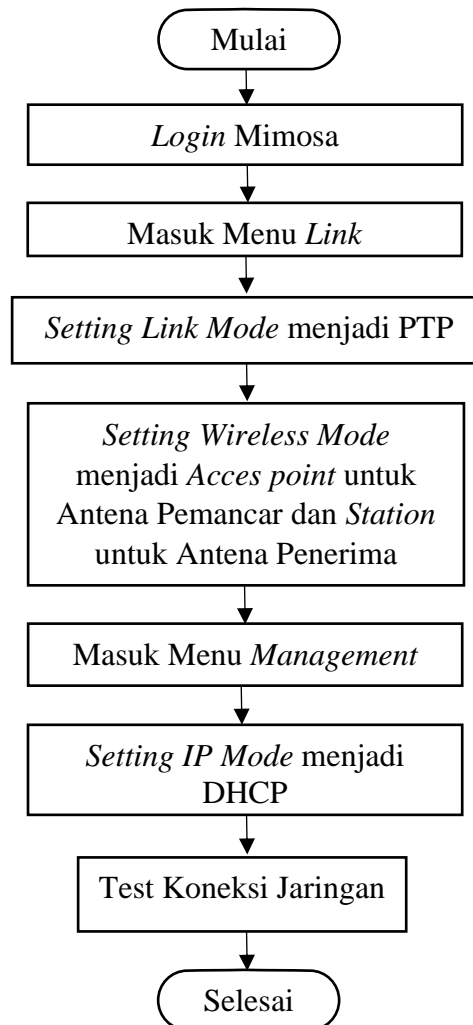 Mulai
Login Mimosa
Masuk Menu Link
Setting Link Mode menjadi PTP
Setting Wireless Mode
menjadi Acces point untuk
Antena Pemancar dan Station
untuk Antena Penerima
Masuk Menu Management
Setting IP Mode menjadi
DHCP
Test Koneksi Jaringan
Selesai